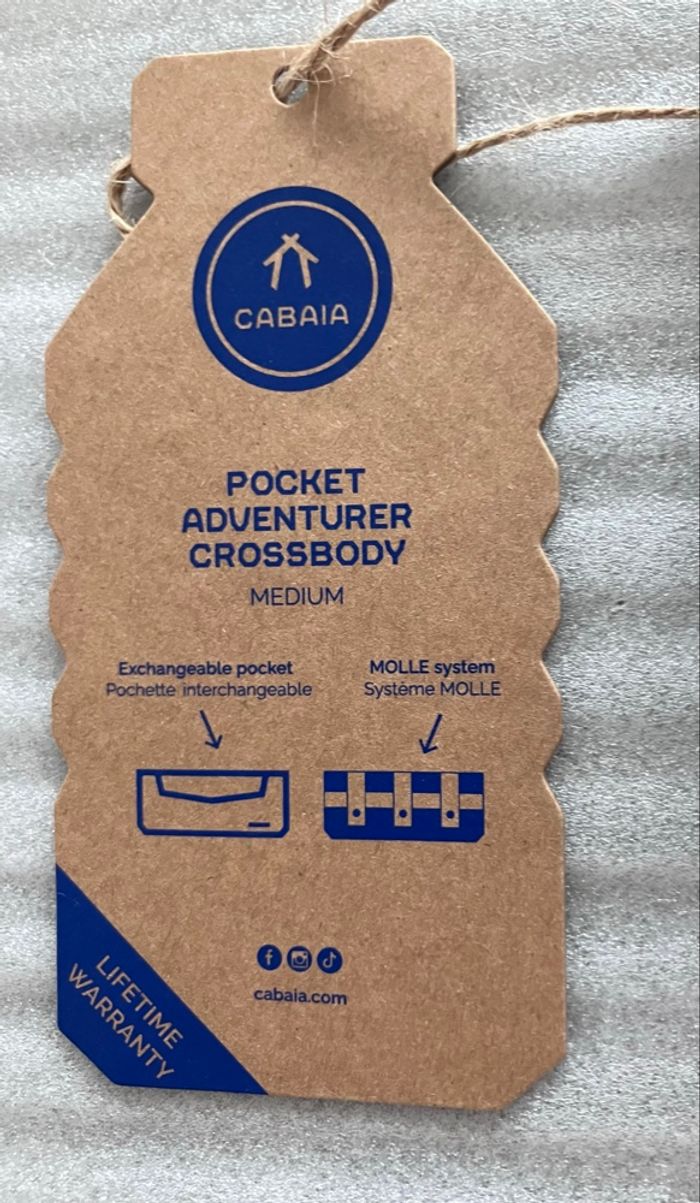 CABAIA
POCKET
ADVENTURER
CROSSBODY
MEDIUM
Exchangeable pocket
Pochette interchangeable
MOLLE system
Système MOLLE
LIFETIME
WARRANTY
cabaia.com